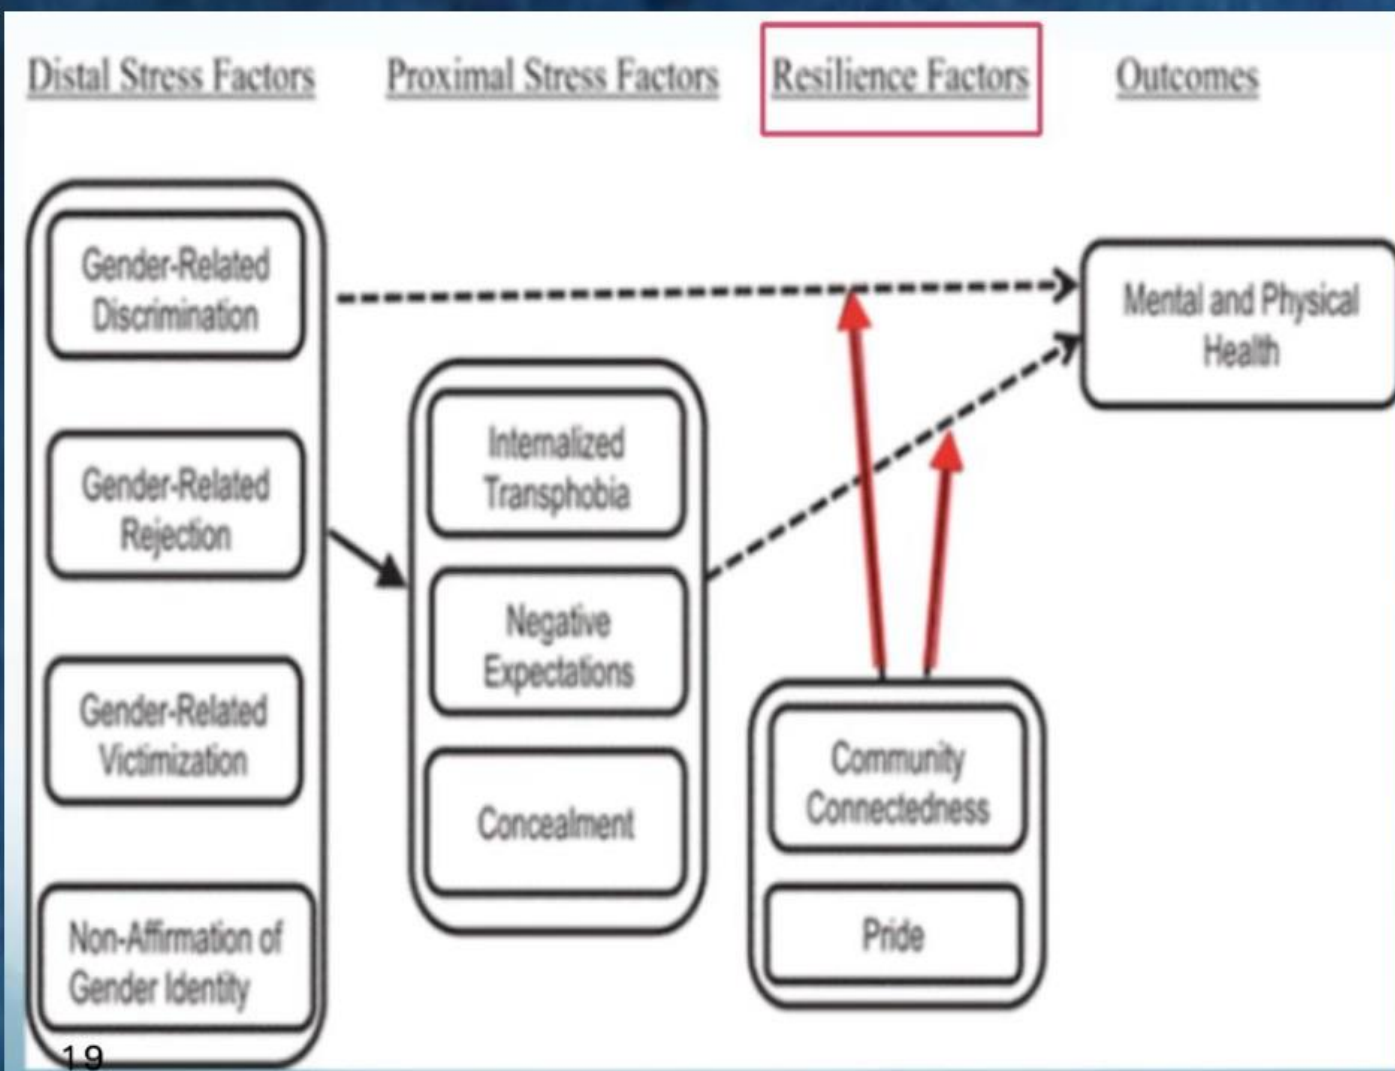 Distal Stress Factors
Proximal Stress Factors
Resilience Factors
Outcomes
Gender-Related
Discrimination
Gender-Related
Rejection
Gender-Related
Victimization
Non-Affirmation of
Gender Identity
Internalized
Transphobia
Negative
Expectations
Concealment
Community
Connectedness
Pride
Mental and Physical
Health
19